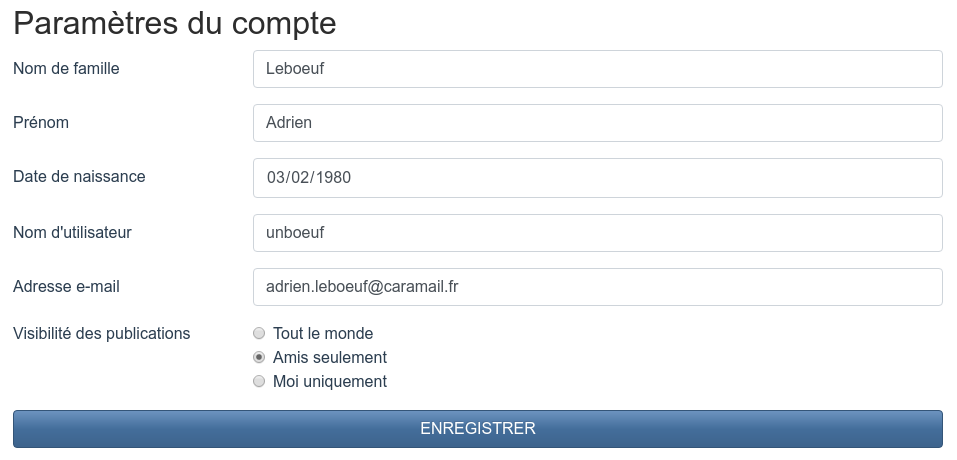 Paramètres du compte
Nom de famille Leboeuf
Prénom Adrien
Date de naissance 03/02/1980
Nom d'utilisateur unboeuf
Adresse e-mail adrien.leboeuf@caramail.fr
Visibilité des publications Tout le monde
Amis seulement
Moi uniquement
ENREGISTRER